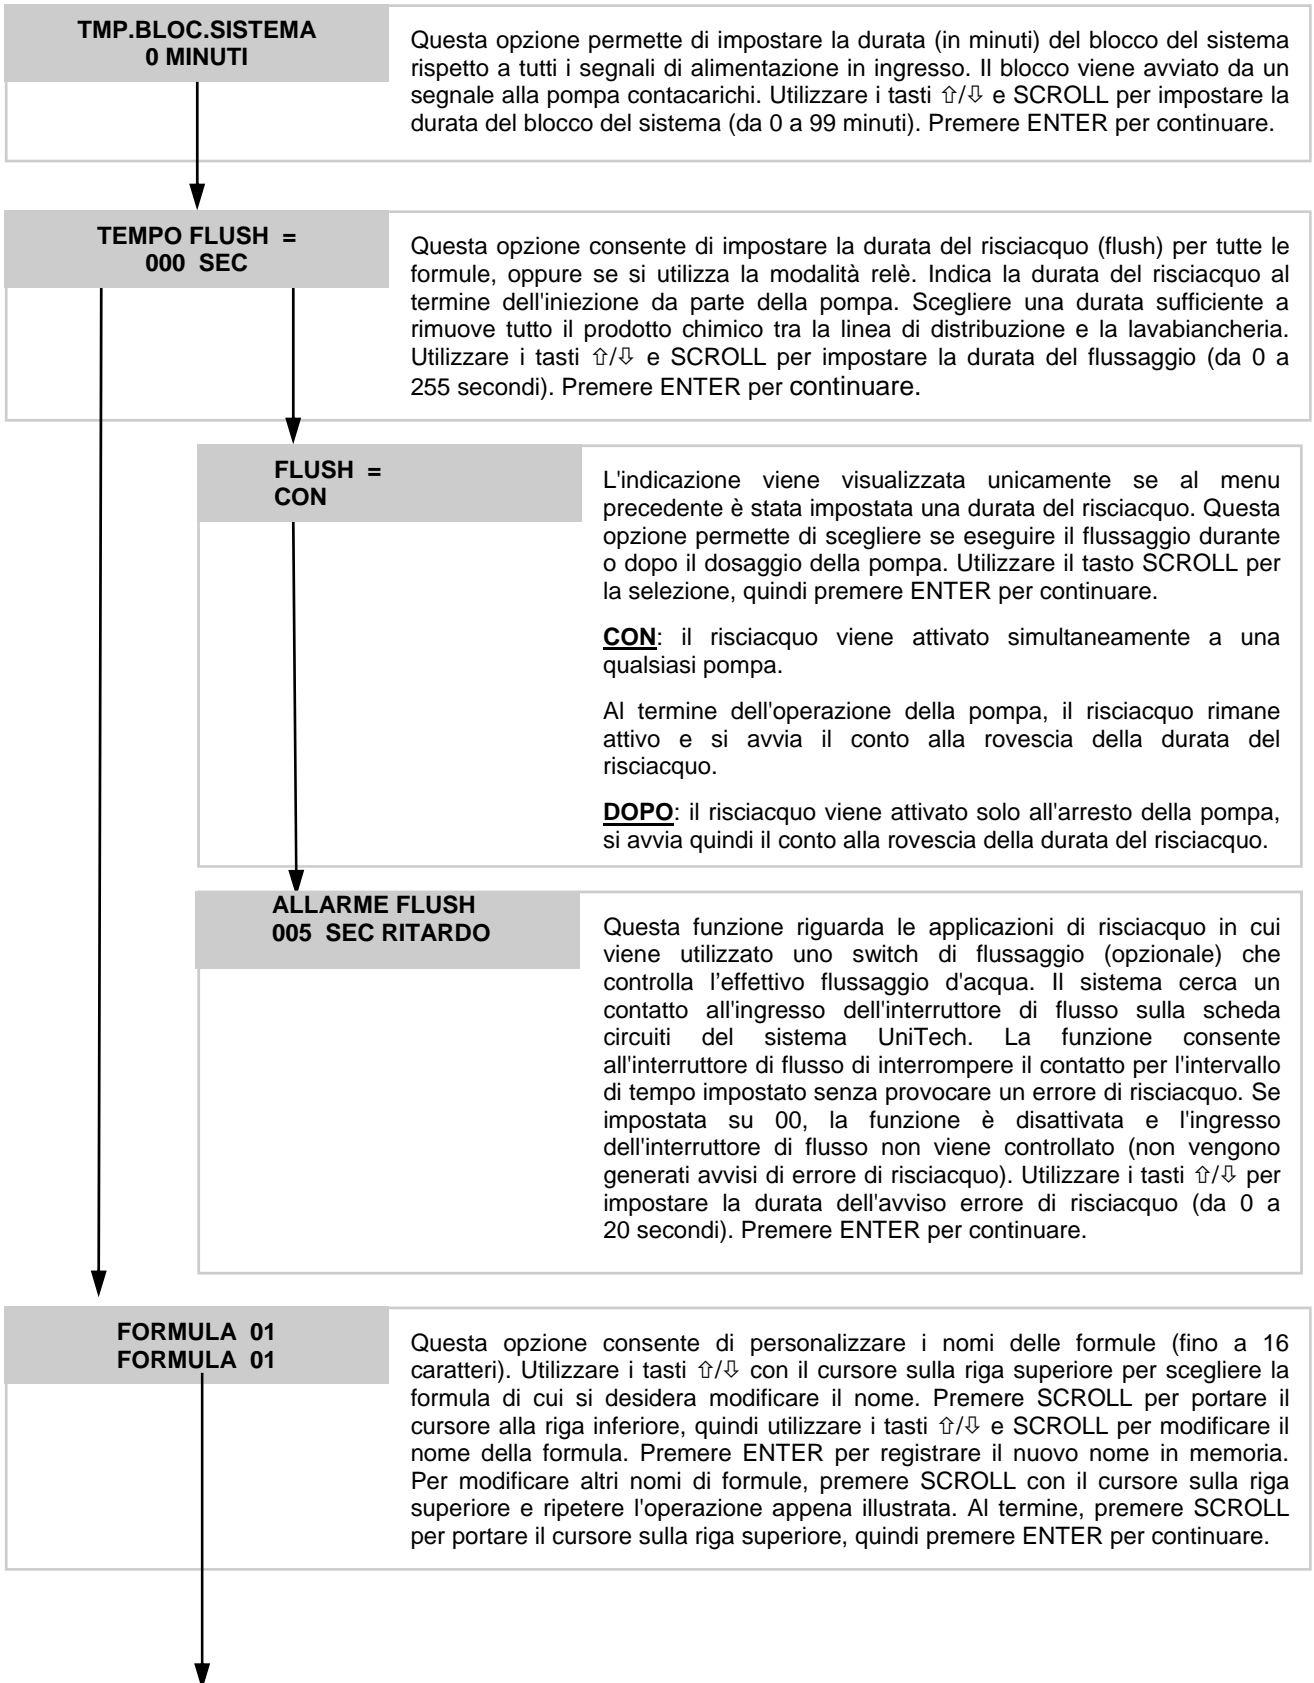 TMP.BLOC.SISTEMA
0 MINUTI
Questa opzione permette di impostare la durata (in minuti) del blocco del sistema
rispetto a tutti i segnali di alimentazione in ingresso. Il blocco viene avviato da un
segnale alla pompa contacarichi. Utilizzare i tasti ⇧/⇩ e SCROLL per impostare la
durata del blocco del sistema (da 0 a 99 minuti). Premere ENTER per continuare.
TEMPO FLUSH =
000 SEC
Questa opzione consente di impostare la durata del risciacquo (flush) per tutte le
formule, oppure se si utilizza la modalità relè. Indica la durata del risciacquo al
termine dell'iniezione da parte della pompa. Scegliere una durata sufficiente a
rimuove tutto il prodotto chimico tra la linea di distribuzione e la lavabiancheria.
Utilizzare i tasti ⇧/⇩ e SCROLL per impostare la durata del flussaggio (da 0 a
255 secondi). Premere ENTER per continuare.
FLUSH =
CON
L'indicazione viene visualizzata unicamente se al menu
precedente è stata impostata una durata del risciacquo. Questa
opzione permette di scegliere se eseguire il flussaggio durante
o dopo il dosaggio della pompa. Utilizzare il tasto SCROLL per
la selezione, quindi premere ENTER per continuare.
CON: il risciacquo viene attivato simultaneamente a una
qualsiasi pompa.
Al termine dell'operazione della pompa, il risciacquo rimane
attivo e si avvia il conto alla rovescia della durata del
risciacquo.
DOPO: il risciacquo viene attivato solo all'arresto della pompa,
si avvia quindi il conto alla rovescia della durata del risciacquo.
ALLARME FLUSH
005 SEC RITARDO
Questa funzione riguarda le applicazioni di risciacquo in cui
viene utilizzato uno switch di flussaggio (opzionale) che
controlla l'effettivo flussaggio d'acqua. Il sistema cerca un
contatto all'ingresso dell'interruttore di flusso sulla scheda
circuiti del sistema UniTech. La funzione consente
all'interruttore di flusso di interrompere il contatto per l'intervallo
di tempo impostato senza provocare un errore di risciacquo. Se
impostata su 00, la funzione è disattivata e l'ingresso
dell'interruttore di flusso non viene controllato (non vengono
generati avvisi di errore di risciacquo). Utilizzare i tasti ⇧/⇩ per
impostare la durata dell'avviso errore di risciacquo (da 0 a
20 secondi). Premere ENTER per continuare.
FORMULA 01
FORMULA 01
Questa opzione consente di personalizzare i nomi delle formule (fino a 16
caratteri). Utilizzare i tasti ⇧/⇩ con il cursore sulla riga superiore per scegliere la
formula di cui si desidera modificare il nome. Premere SCROLL per portare il
cursore alla riga inferiore, quindi utilizzare i tasti ⇧/⇩ e SCROLL per modificare il
nome della formula. Premere ENTER per registrare il nuovo nome in memoria.
Per modificare altri nomi di formule, premere SCROLL con il cursore sulla riga
superiore e ripetere l'operazione appena illustrata. Al termine, premere SCROLL
per portare il cursore sulla riga superiore, quindi premere ENTER per continuare.